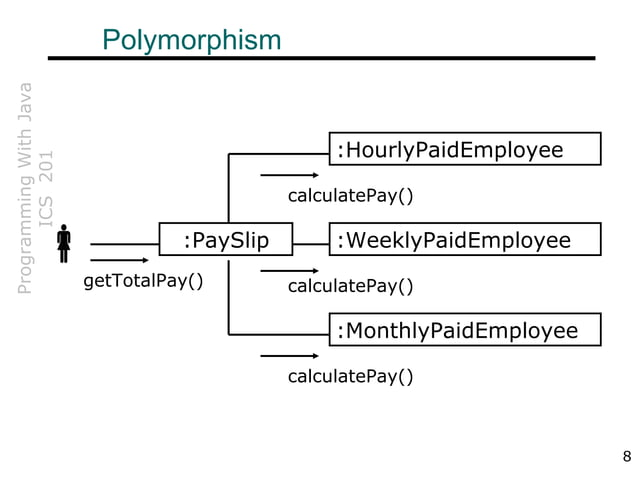 Polymorphism
Programming With Java
ICS 201
:HourlyPaidEmployee
calculatePay()
:PaySlip
:WeeklyPaidEmployee
getTotalPay()
calculatePay()
:MonthlyPaidEmployee
calculatePay()
8